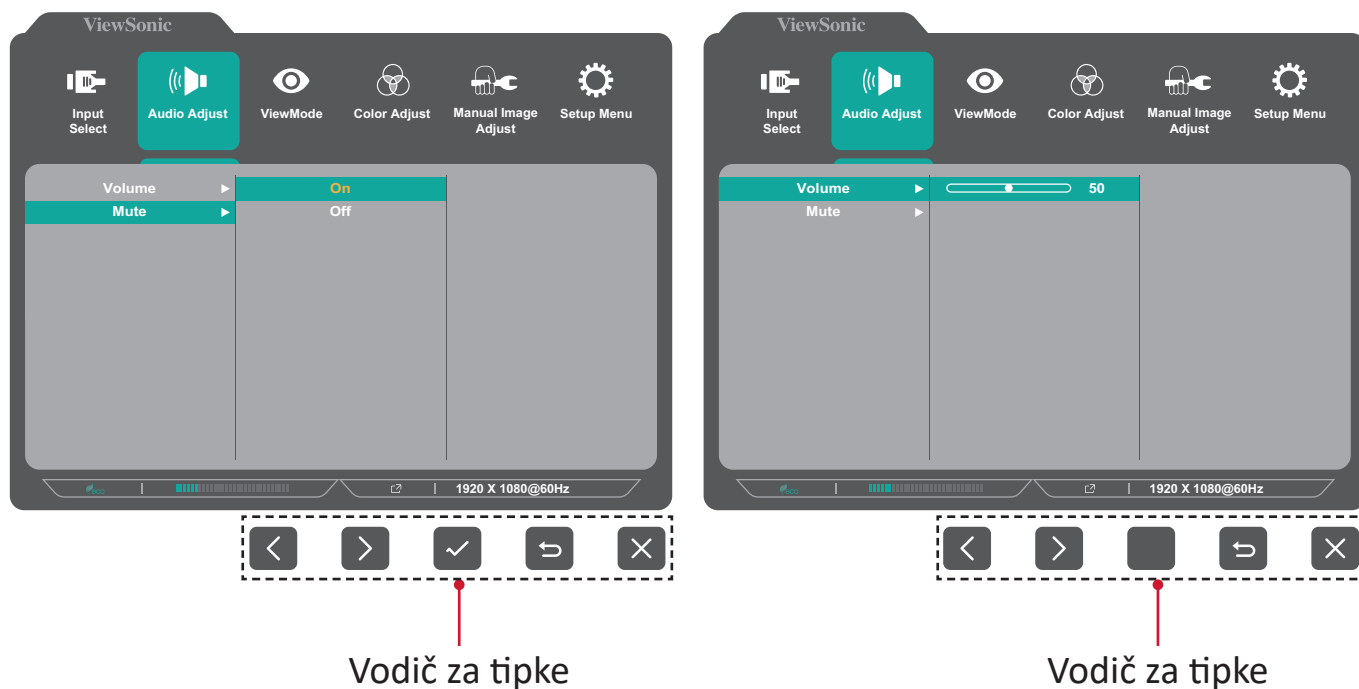 ViewSonic
Input
Select
Audio Adjust
ViewMode
Color Adjust
Manual Image
Adjust
Setup Menu
Volume
On
Mute
Off
eco
1920 X 1080@60Hz
Vodič za tipke
ViewSonic
Input
Select
Audio Adjust
ViewMode
Color Adjust
Manual Image
Adjust
Setup Menu
Volume
50
Mute
eco
1920 X 1080@60Hz
Vodič za tipke